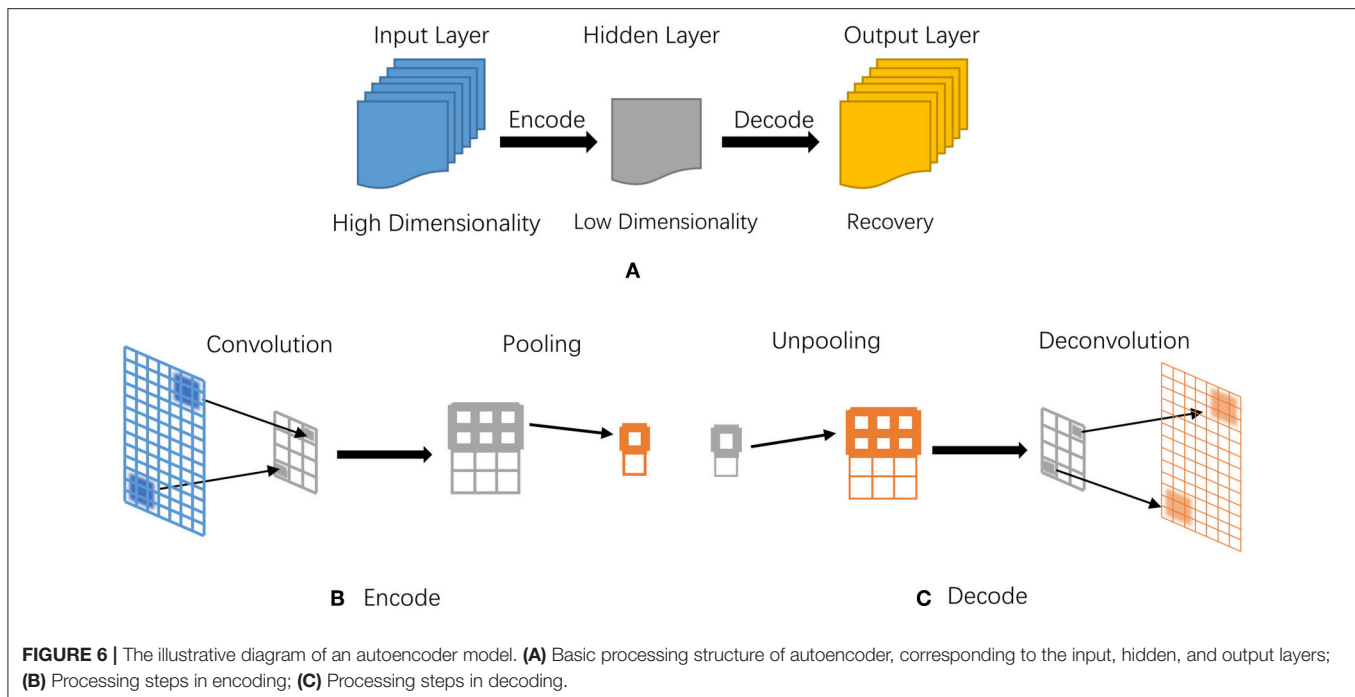 Input Layer Hidden Layer Output Layer
Encode Decode
High Dimensionality Low Dimensionality Recovery
A
Convolution Pooling Unpooling Deconvolution
B Encode C Decode
FIGURE 6 | The illustrative diagram of an autoencoder model. (A) Basic processing structure of autoencoder, corresponding to the input, hidden, and output layers;
(B) Processing steps in encoding; (C) Processing steps in decoding.